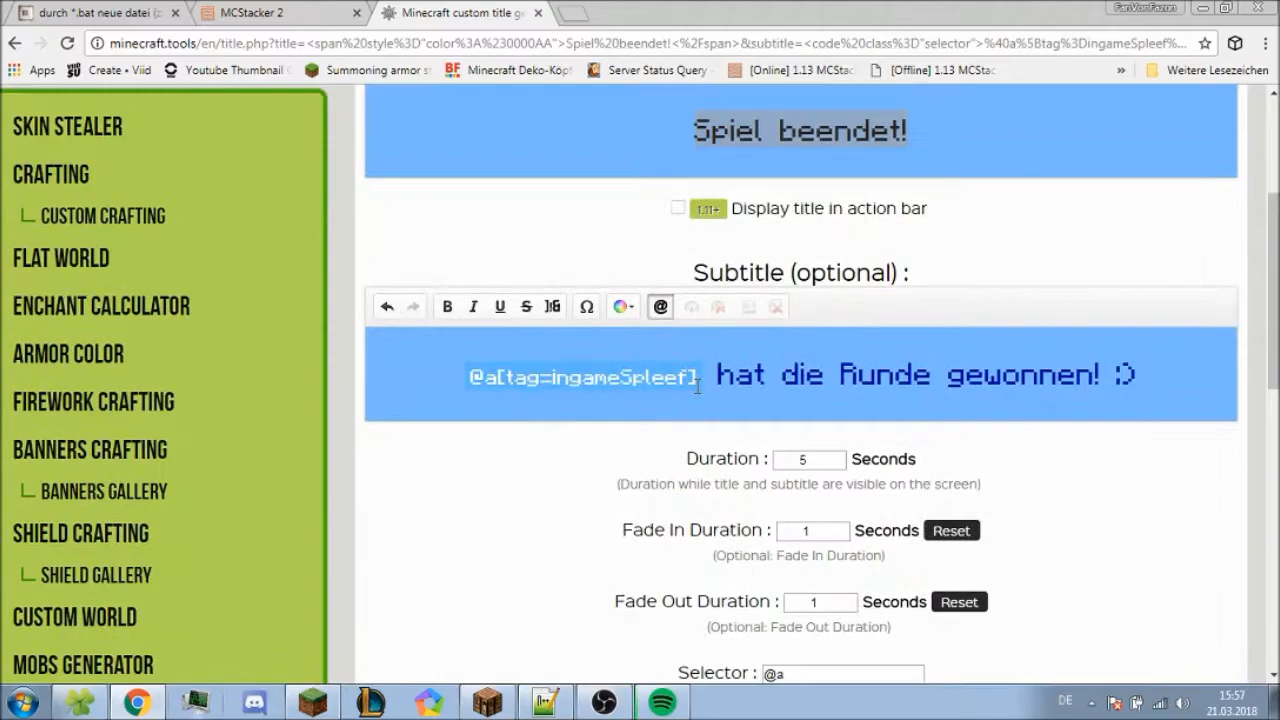 durch *.bat neue datei (z
MCStacker 2
Minecraft custom title ge
FanVonFazon
minecraft.tools/en/title.php?title=<span%20style%3D"color%3A%230000AA">Spiel%20beendet!<%2Fspan>&subtitle=<code%20class%3D"selector">%40a%5Btag%3DingameSpleef%...
Apps
Create • Viid
Youtube Thumbnail
Summoning armor s
Minecraft Deko-Köpf
Server Status Query -
[Online] 1.13 MCStac
[Offline] 1.13 MCStac
»
Weitere Lesezeichen
SKIN STEALER
CRAFTING
CUSTOM CRAFTING
FLAT WORLD
ENCHANT CALCULATOR
ARMOR COLOR
FIREWORK CRAFTING
BANNERS CRAFTING
BANNERS GALLERY
SHIELD CRAFTING
SHIELD GALLERY
CUSTOM WORLD
MOBS GENERATOR
Spiel beendet!
1.11+ Display title in action bar
Subtitle (optional) :
B I U S Ω @
@a[tag=ingameSpleef] hat die Runde gewonnen! :)
Duration : 5 Seconds
(Duration while title and subtitle are visible on the screen)
Fade In Duration : 1 Seconds Reset
(Optional: Fade In Duration)
Fade Out Duration : 1 Seconds Reset
(Optional: Fade Out Duration)
Selector : @a
DE
15:57
21.03.2018